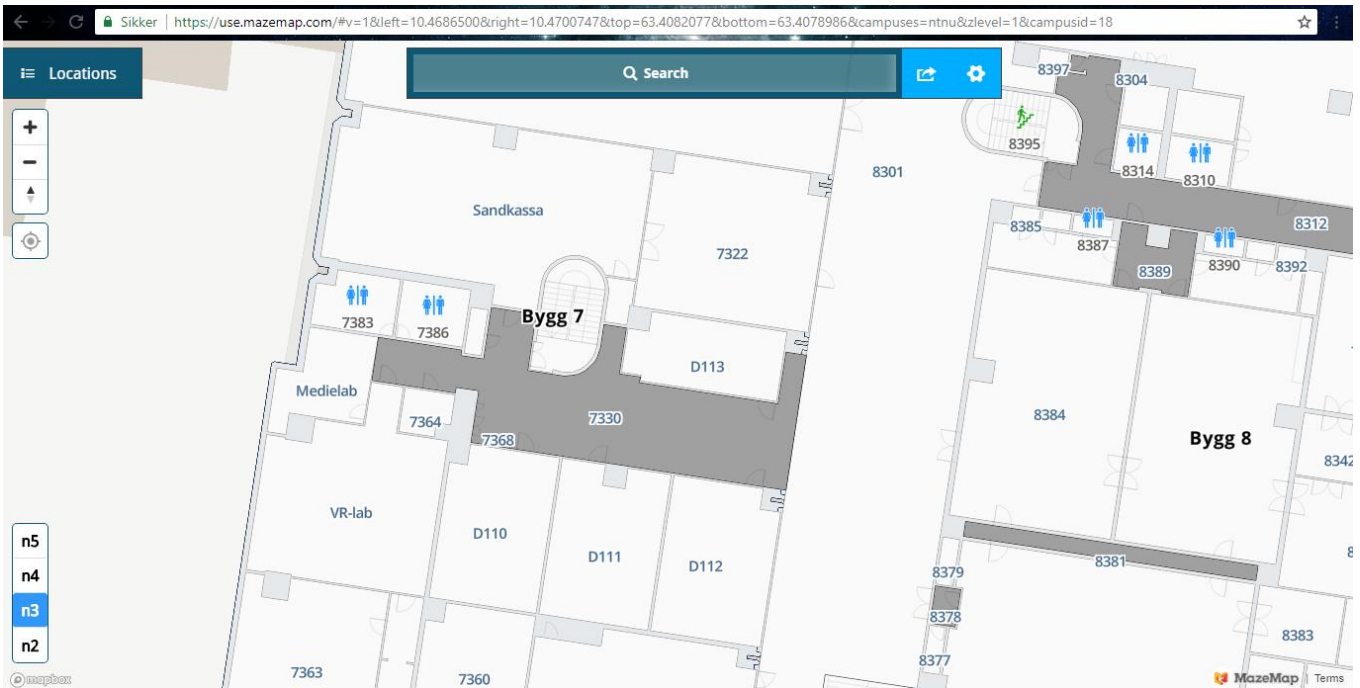 Sikker
https://use.mazemap.com/#v=1&left=10.4686500&right=10.4700747&top=63.4082077&bottom=63.4078986&campuses=ntnu&zlevel=1&campusid=18
Locations
Search
8397
8304
8395
8314
8310
8301
Sandkassa
8385
8387
8312
7322
8390
8389
8392
7383
7386
Bygg 7
D113
Medielab
7364
7330
7368
8384
Bygg 8
8342
VR-lab
D110
D111
D112
n5
n4
n3
n2
8381
8379
8378
8377
8383
7363
7360
mapbox
MazeMap
Terms